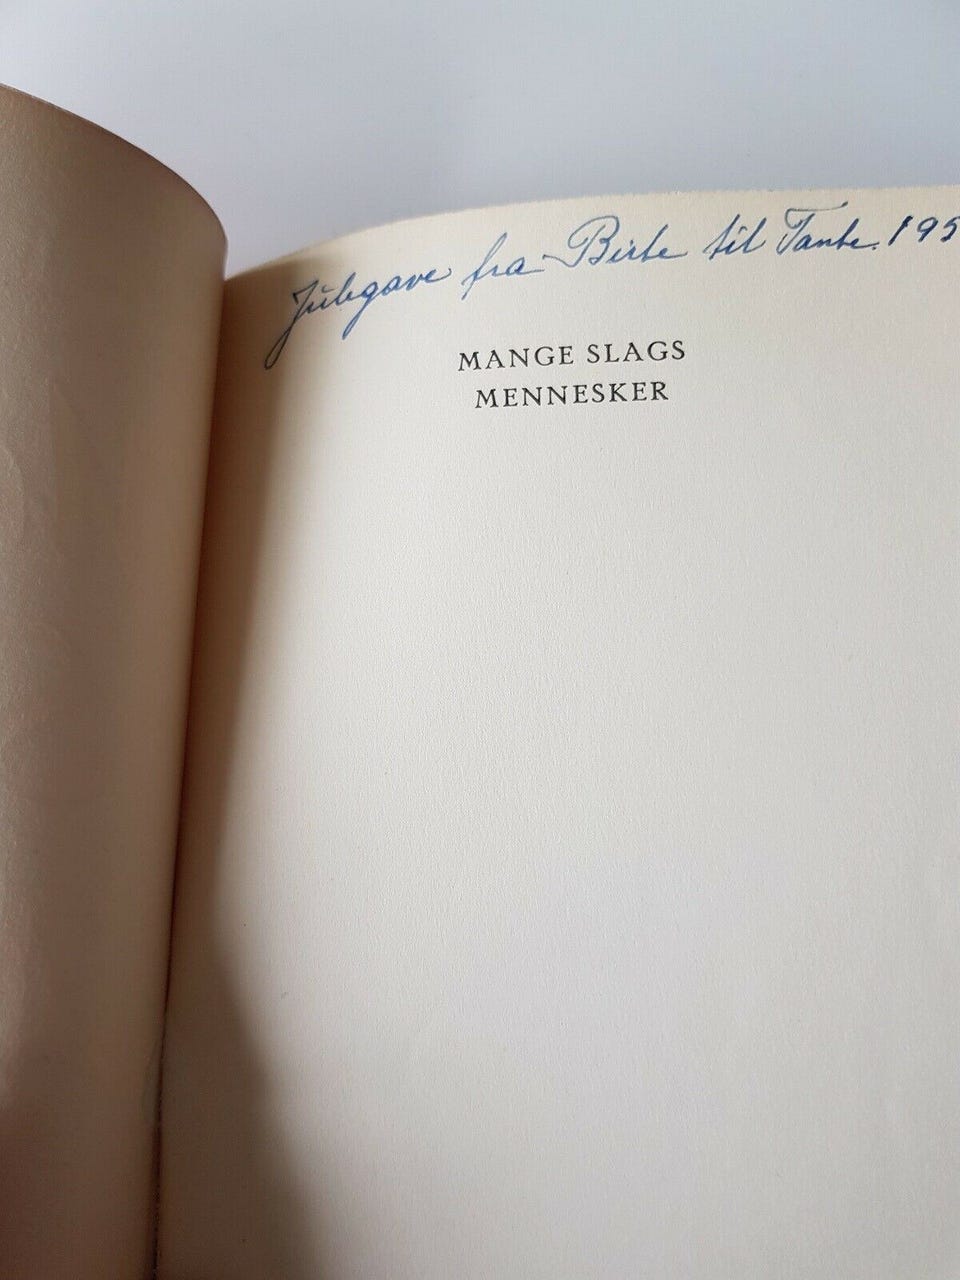 Julegave fra Birte til Tante. 195
MANGE SLAGS
MENNESKER